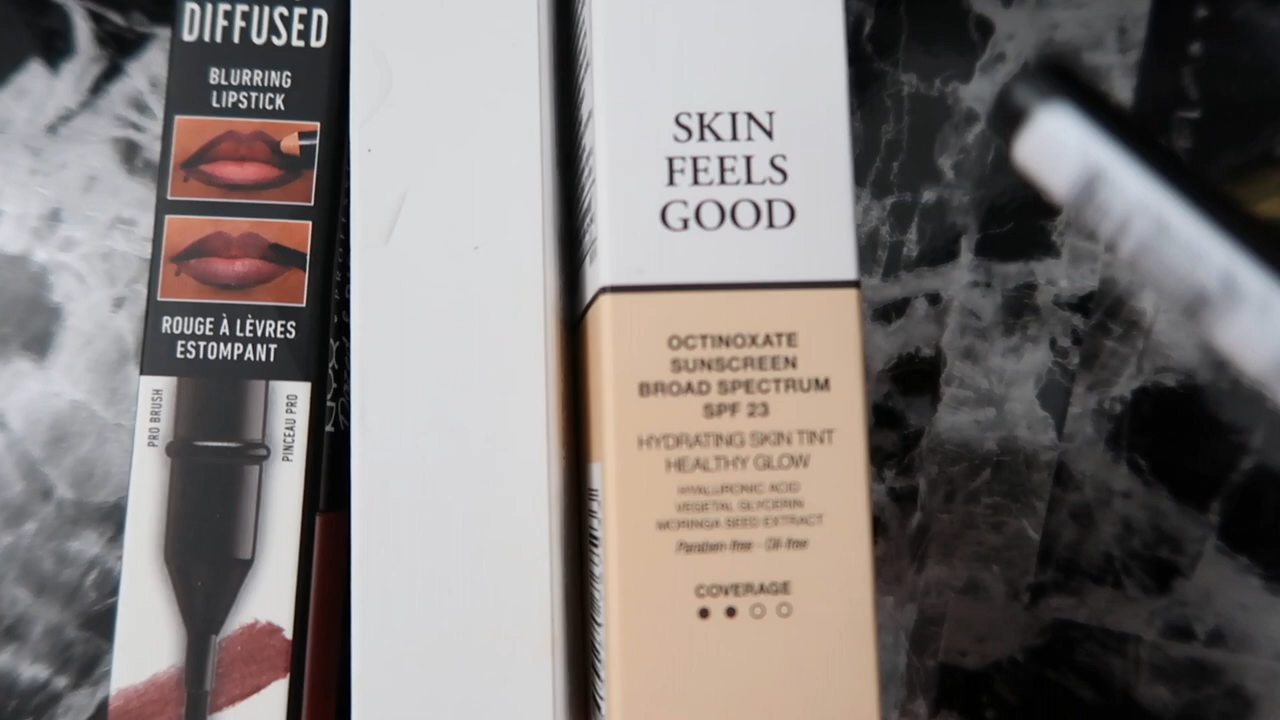 DIFFUSED
BLURRING
LIPSTICK
ROUGE À LÈVRES
ESTOMPANT
PRO BRUSH
PINCEAU PRO
SKIN
FEELS
GOOD
OCTINOXATE
SUNSCREEN
BROAD SPECTRUM
SPF 23
HYDRATING SKIN TINT
HEALTHY GLOW
HYALURONIC ACID
VEGETAL GLYCERIN
MORINGA SEED EXTRACT
Paraben-free - Oil-free
COVERAGE